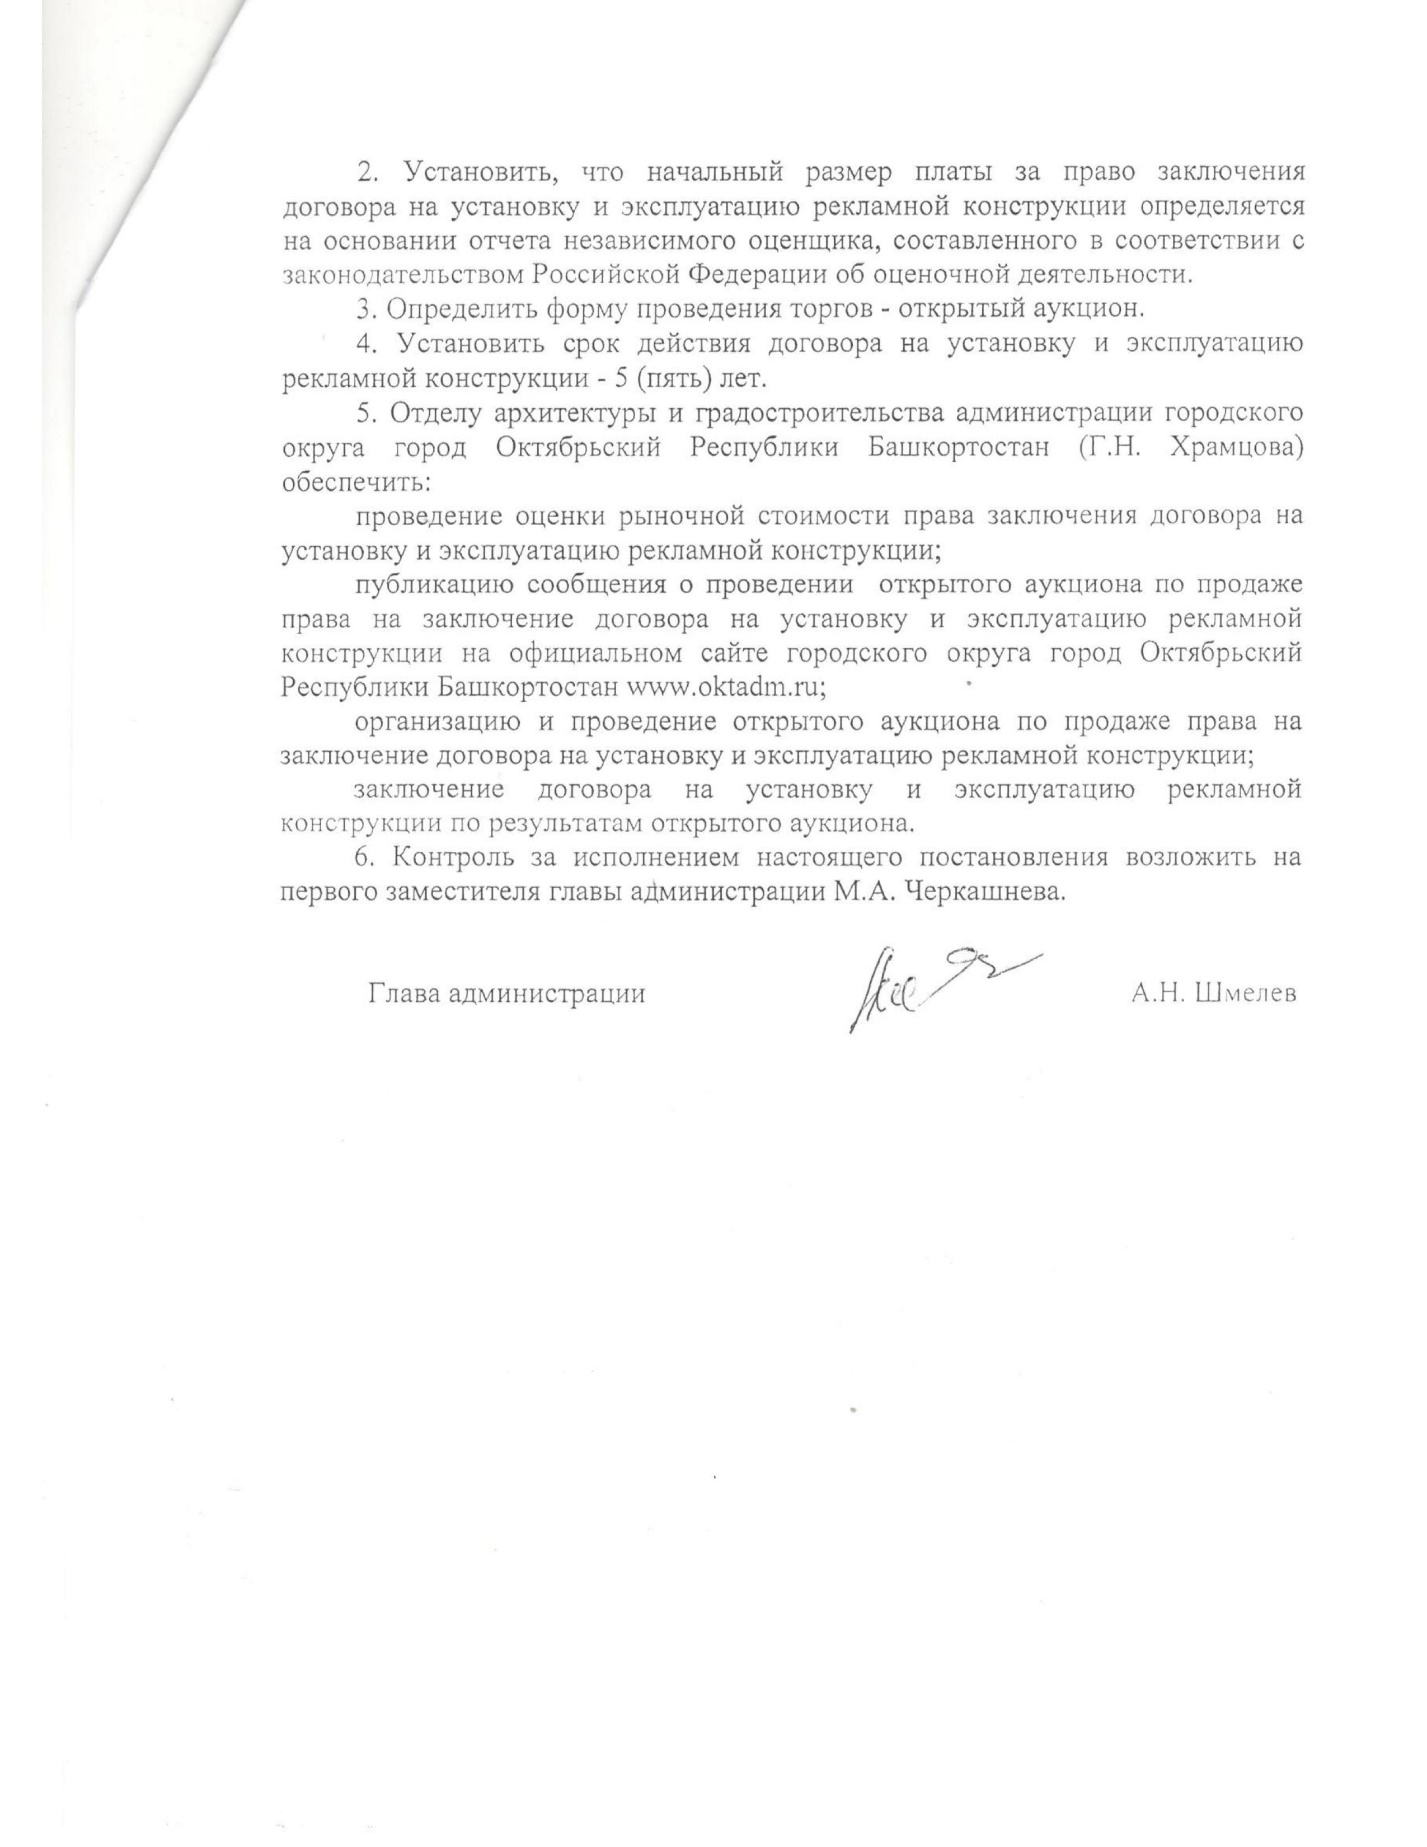 2. Установить, что начальный размер платы за право заключения
договора на установку и эксплуатацию рекламной конструкции определяется
на основании отчета независимого оценщика, составленного в соответствии с
законодательством Российской Федерации об оценочной деятельности.
3. Определить форму проведения торгов - открытый аукцион.
4. Установить срок действия договора на установку и эксплуатацию
рекламной конструкции - 5 (пять) лет.
5. Отделу архитектуры и градостроительства администрации городского
округа город Октябрьский Республики Башкортостан (Г.Н. Храмцова)
обеспечить:
проведение оценки рыночной стоимости права заключения договора на
установку и эксплуатацию рекламной конструкции;
публикацию сообщения о проведении открытого аукциона по продаже
права на заключение договора на установку и эксплуатацию рекламной
конструкции на официальном сайте городского округа город Октябрьский
Республики Башкортостан www.oktadm.ru;
организацию и проведение открытого аукциона по продаже права на
заключение договора на установку и эксплуатацию рекламной конструкции;
заключение договора на установку и эксплуатацию рекламной
конструкции по результатам открытого аукциона.
6. Контроль за исполнением настоящего постановления возложить на
первого заместителя главы администрации М.А. Черкашнева.
Глава администрации А.Н. Шмелев